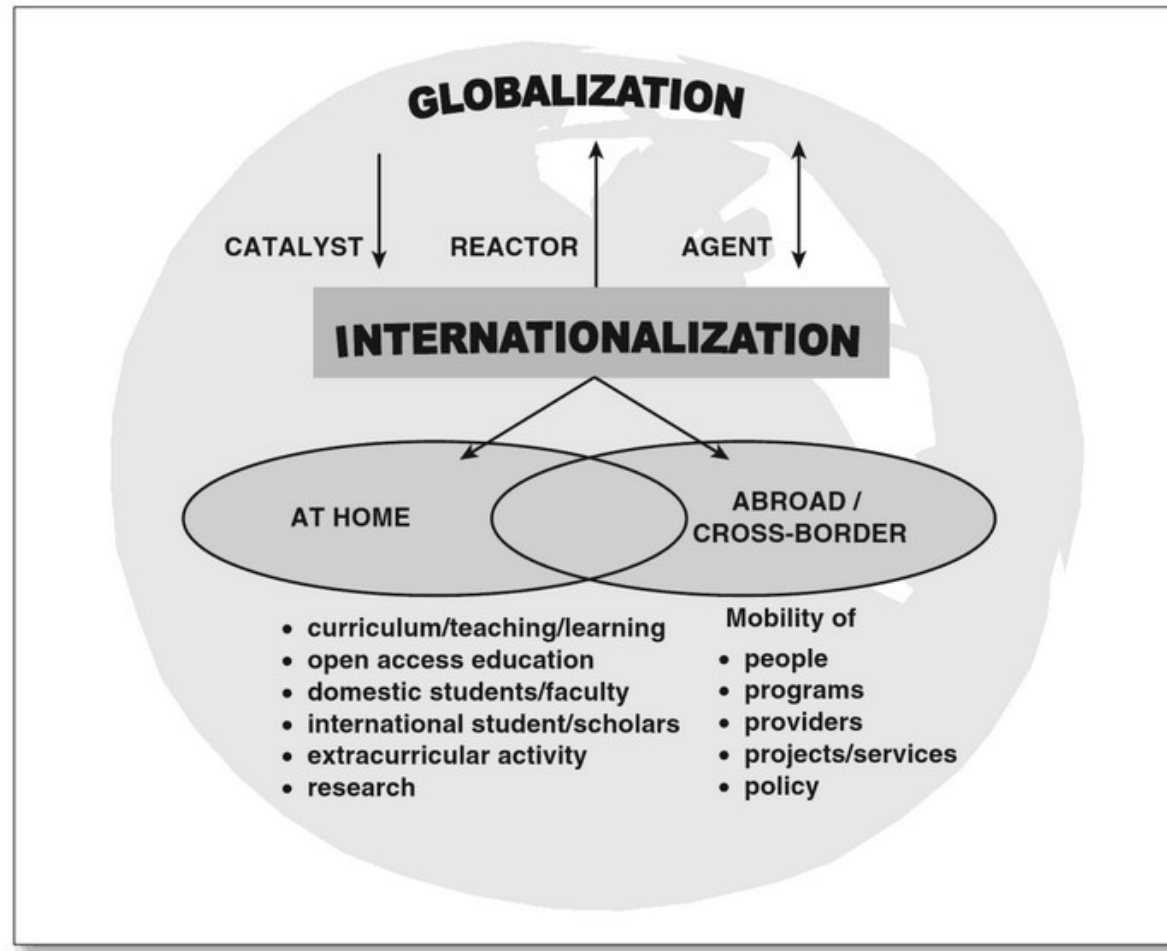 GLOBALIZATION
CATALYST
REACTOR
AGENT
INTERNATIONALIZATION
AT HOME
ABROAD /
CROSS-BORDER
• curriculum/teaching/learning
• open access education
• domestic students/faculty
• international student/scholars
• extracurricular activity
• research
Mobility of
• people
• programs
• providers
• projects/services
• policy